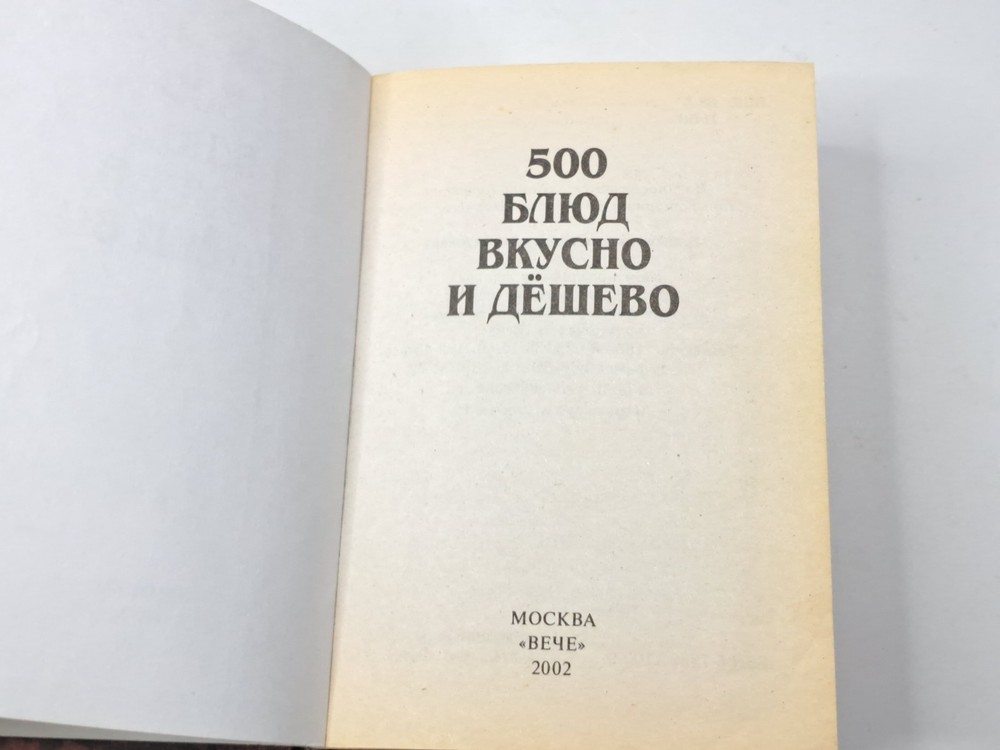 500
БЛЮД
ВКУСНО
И ДЁШЕВО
МОСКВА
«ВЕЧЕ»
2002